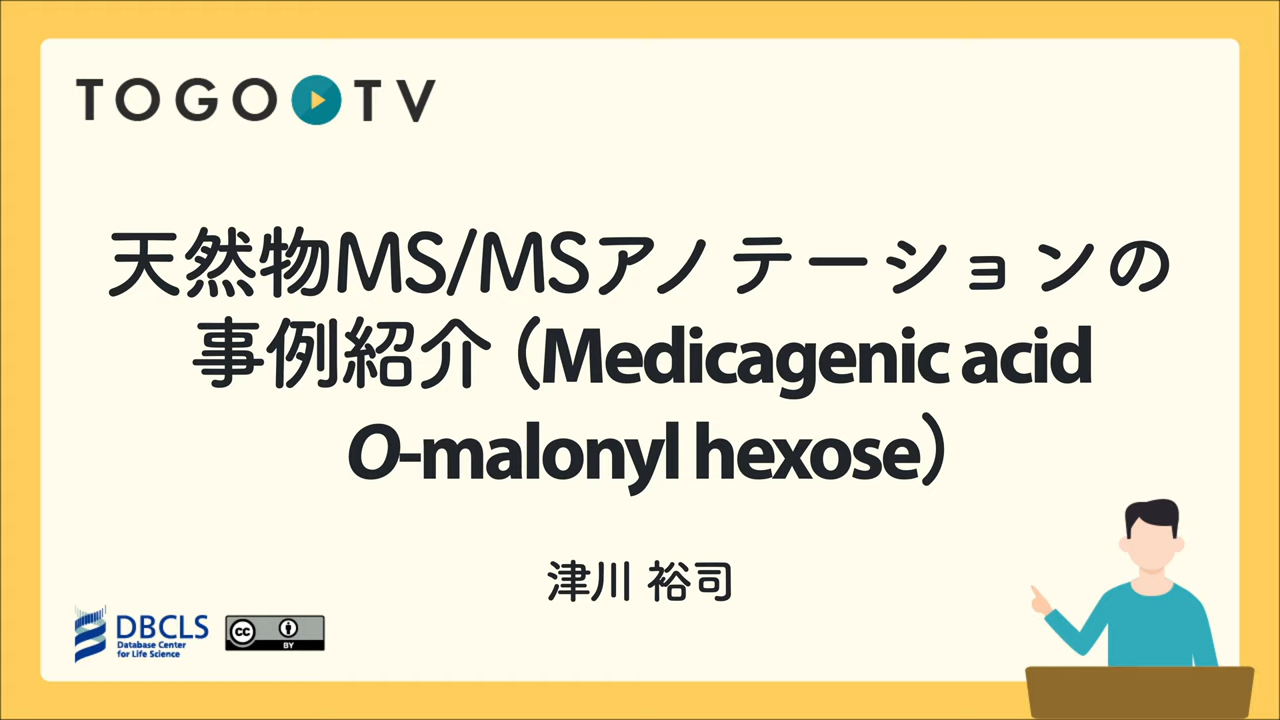 TOGO TV
天然物MS/MSアノテーションの
事例紹介（Medicagenic acid
O-malonyl hexose）
津川 裕司
DBCLS
Database Center
for Life Science
cc
BY